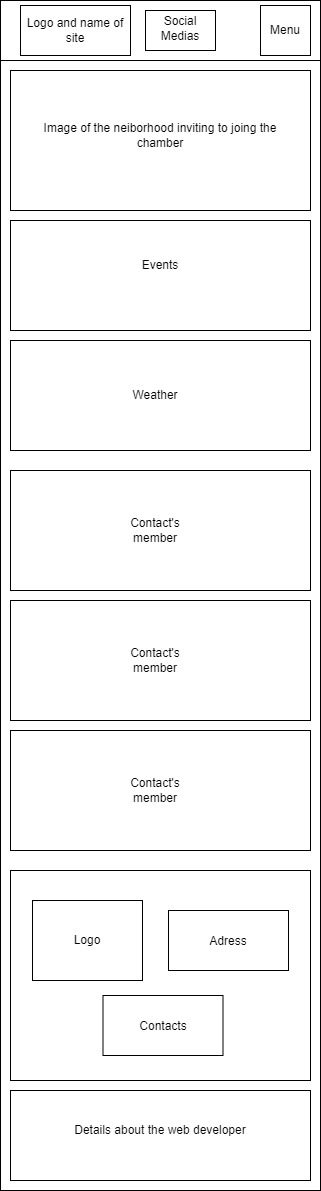 Logo and name of
site
Social
Medias
Menu
Image of the neiborhood inviting to joing the
chamber
Events
Weather
Contact's
member
Contact's
member
Contact's
member
Logo
Adress
Contacts
Details about the web developer